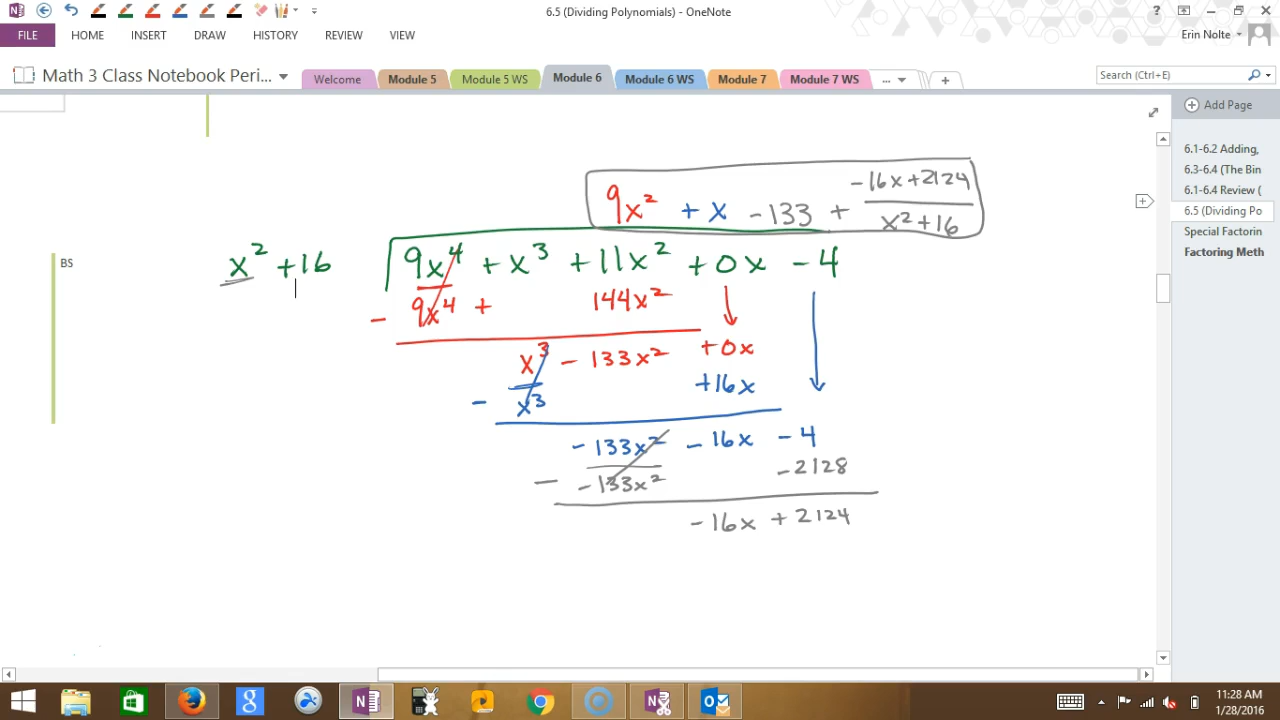 6.5 (Dividing Polynomials) - OneNote
?
FILE HOME INSERT DRAW HISTORY REVIEW VIEW
Erin Nolte
Math 3 Class Notebook Peri...
Welcome Module 5 Module 5 WS Module 6 Module 6 WS Module 7 Module 7 WS ... +
Search (Ctrl+E)
Add Page
6.1-6.2 Adding,
6.3-6.4 (The Bin
6.1-6.4 Review (
6.5 (Dividing Po
Special Factorin
Factoring Meth
BS
9x² + x - 133 + (-16x+2124)/(x²+16)
x² + 16 9x⁴ + x³ + 11x² + 0x - 4
- 9x⁴ + 144x²
x³ - 133x² + 0x
- x³ + 16x
- 133x² - 16x - 4
- - 133x² - 2128
- 16x + 2124
11:28 AM
1/28/2016